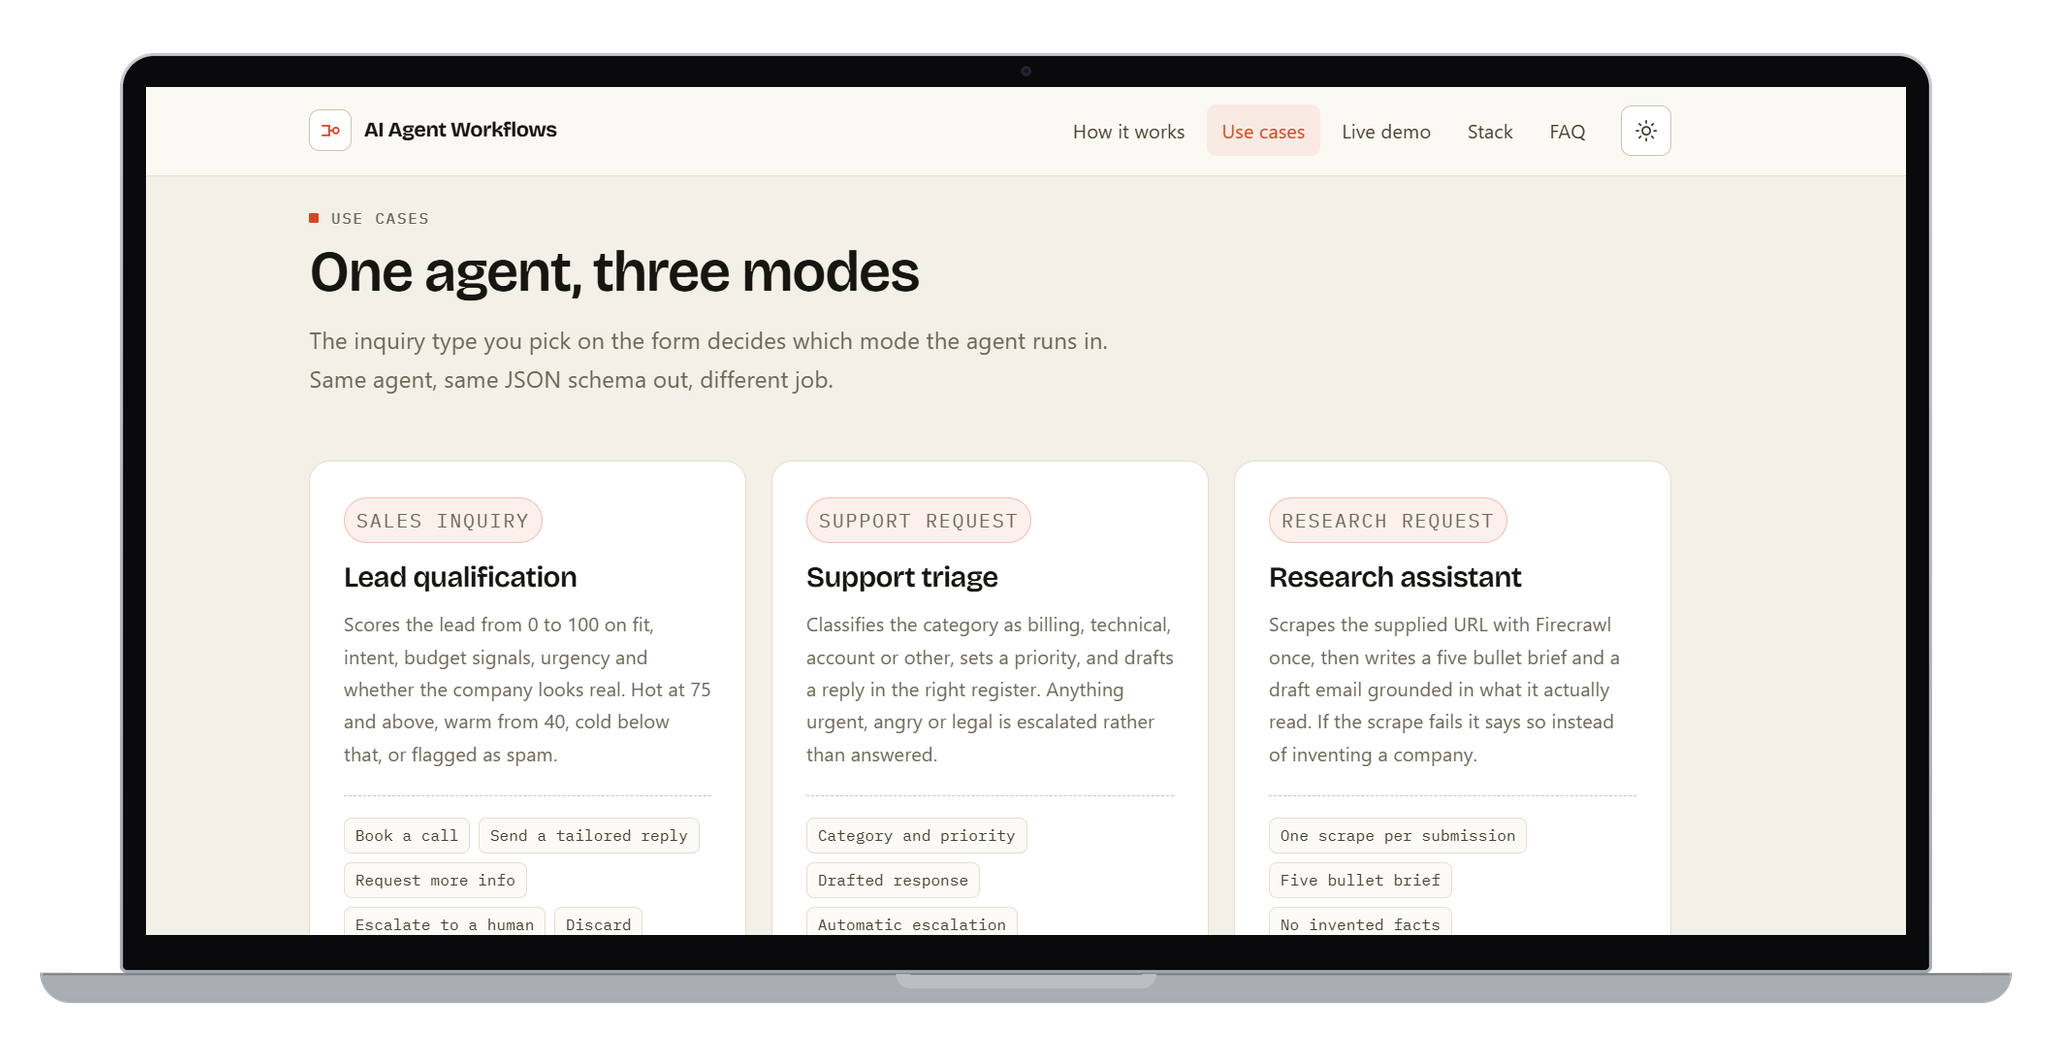 AI Agent Workflows
How it works
Use cases
Live demo
Stack
FAQ
USE CASES
One agent, three modes
The inquiry type you pick on the form decides which mode the agent runs in.
Same agent, same JSON schema out, different job.
SALES INQUIRY
Lead qualification
Scores the lead from 0 to 100 on fit,
intent, budget signals, urgency and
whether the company looks real. Hot at 75
and above, warm from 40, cold below
that, or flagged as spam.
Book a call
Send a tailored reply
Request more info
Escalate to a human
Discard
SUPPORT REQUEST
Support triage
Classifies the category as billing, technical,
account or other, sets a priority, and drafts
a reply in the right register. Anything
urgent, angry or legal is escalated rather
than answered.
Category and priority
Drafted response
Automatic escalation
RESEARCH REQUEST
Research assistant
Scrapes the supplied URL with Firecrawl
once, then writes a five bullet brief and a
draft email grounded in what it actually
read. If the scrape fails it says so instead
of inventing a company.
One scrape per submission
Five bullet brief
No invented facts